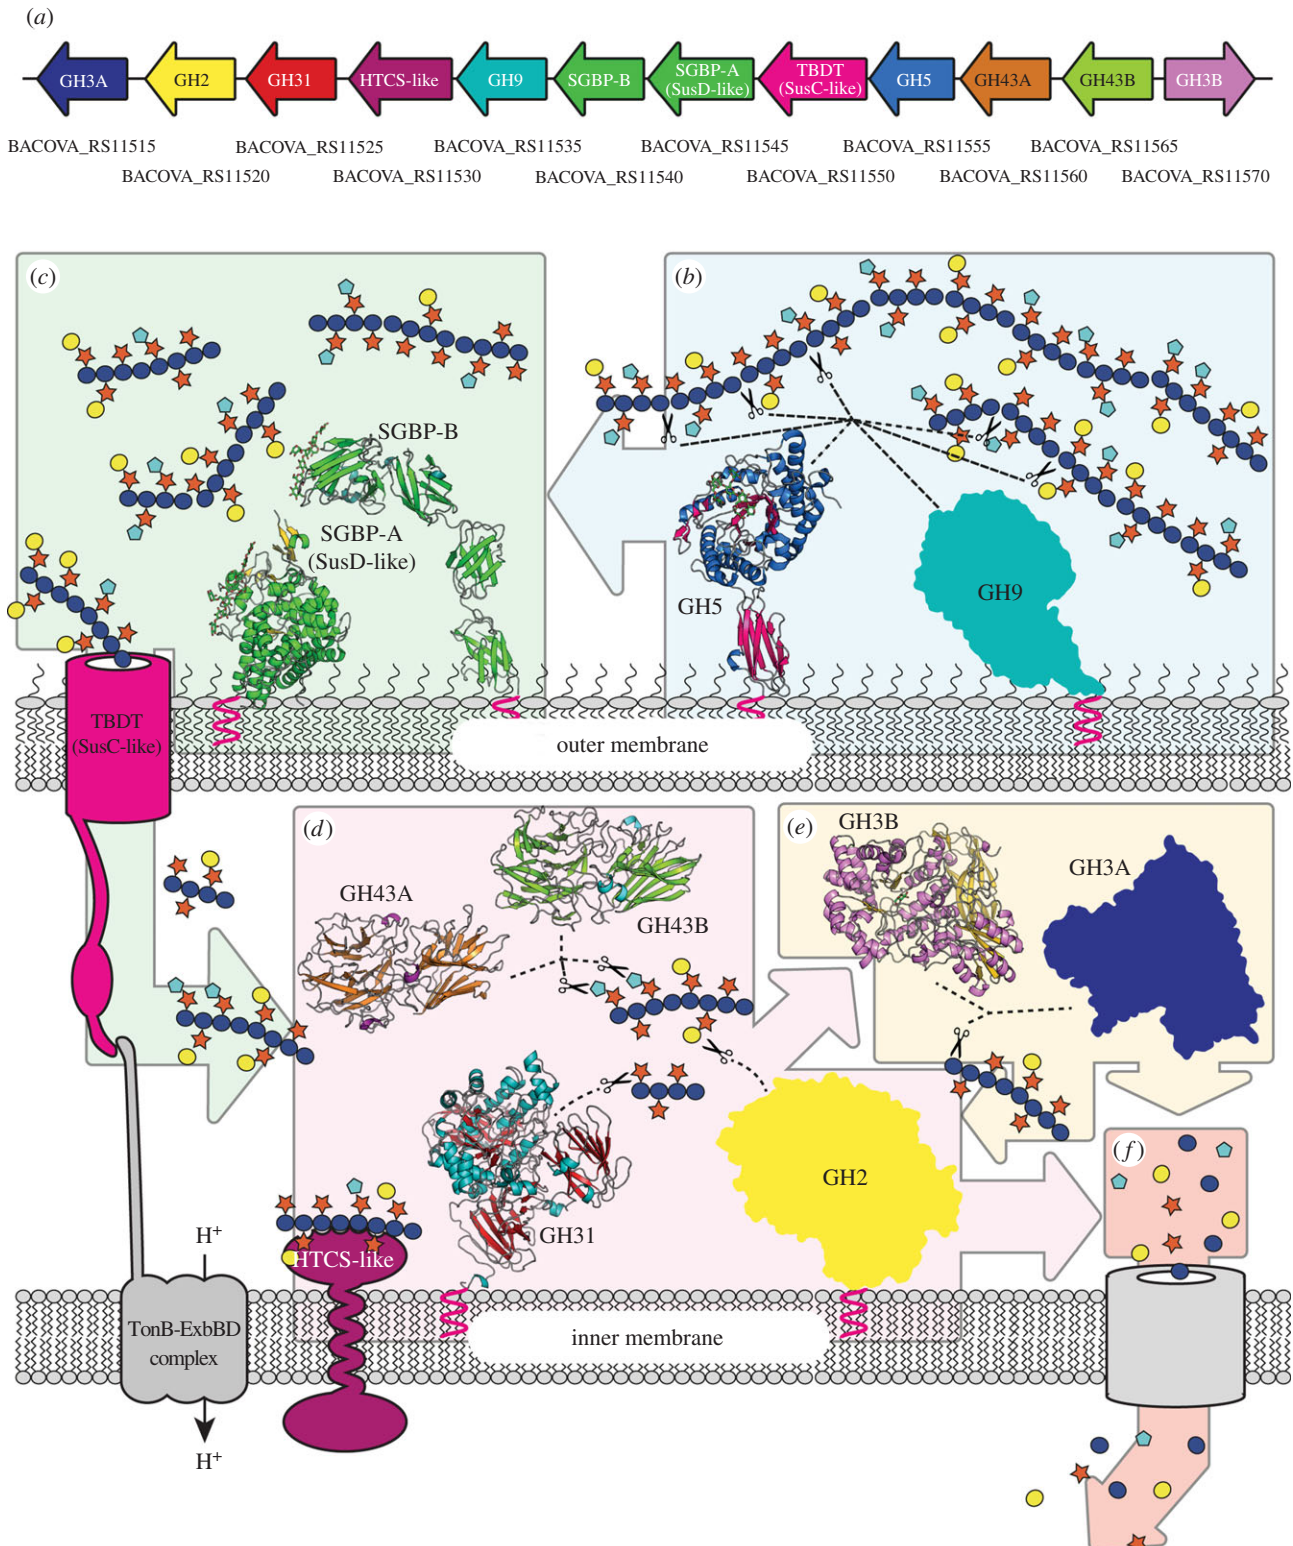 (a)
GH3A GH2 GH31 HTCS-like GH9 SGBP-B SGBP-A (SusD-like) TBDT (SusC-like) GH5 GH43A GH43B GH3B
BACOVA_RS11515 BACOVA_RS11525 BACOVA_RS11535 BACOVA_RS11545 BACOVA_RS11555 BACOVA_RS11565
BACOVA_RS11520 BACOVA_RS11530 BACOVA_RS11540 BACOVA_RS11550 BACOVA_RS11560 BACOVA_RS11570
(c)
SGBP-B
SGBP-A
(SusD-like)
TBDT
(SusC-like)
(b)
GH5
GH9
outer membrane
(d)
GH43A
GH43B
GH31
GH2
HTCS-like
(e)
GH3B
GH3A
(f)
H+
TonB-ExbBD
complex
H+
inner membrane